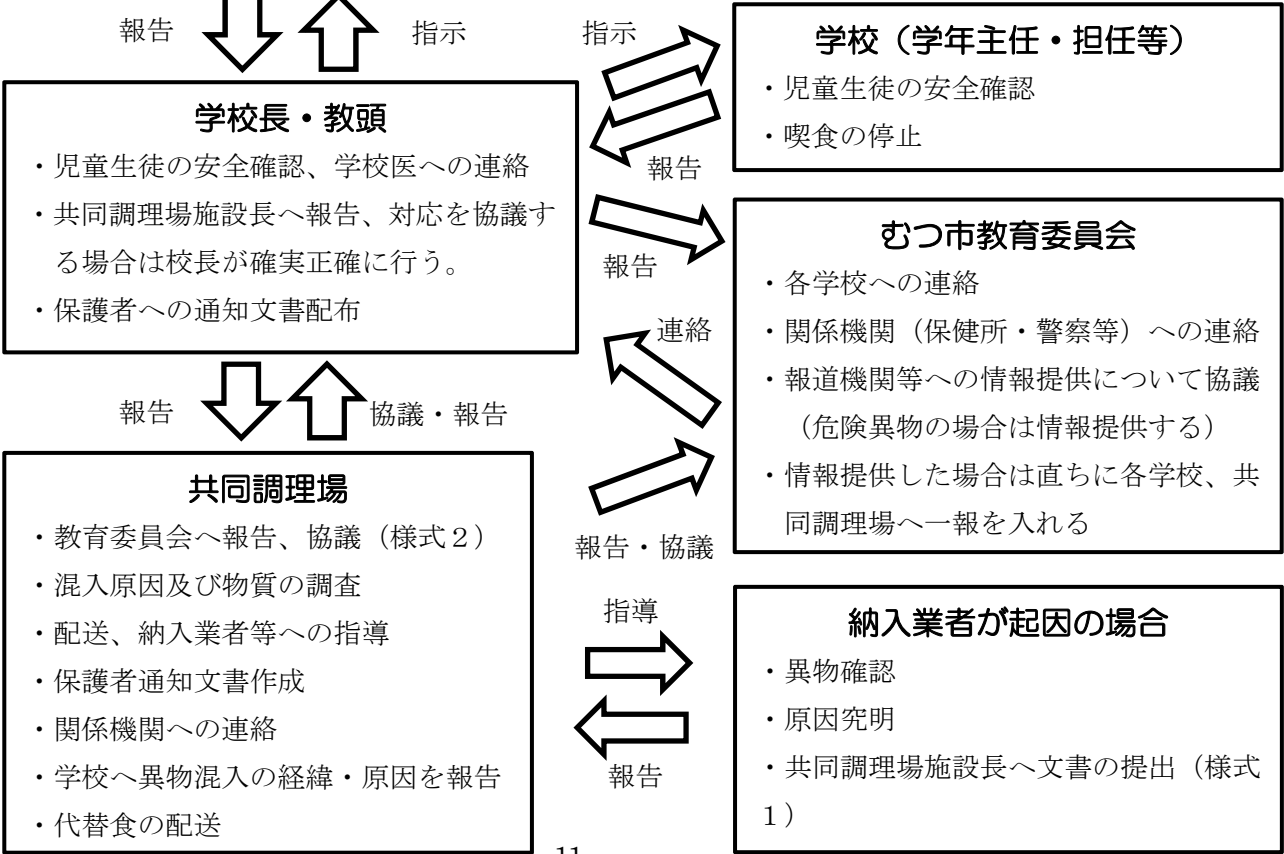 報告
指示
指示
学校（学年主任・担任等）
・児童生徒の安全確認
・喫食の停止
学校長・教頭
・児童生徒の安全確認、学校医への連絡
・共同調理場施設長へ報告、対応を協議す
る場合は校長が確実正確に行う。
・保護者への通知文書配布
報告
報告
むつ市教育委員会
・各学校への連絡
・関係機関（保健所・警察等）への連絡
・報道機関等への情報提供について協議
（危険異物の場合は情報提供する）
・情報提供した場合は直ちに各学校、共
同調理場へ一報を入れる
連絡
報告
協議・報告
共同調理場
・教育委員会へ報告、協議（様式２）
・混入原因及び物質の調査
・配送、納入業者等への指導
・保護者通知文書作成
・関係機関への連絡
・学校へ異物混入の経緯・原因を報告
・代替食の配送
報告・協議
指導
報告
納入業者が起因の場合
・異物確認
・原因究明
・共同調理場施設長へ文書の提出（様式
１）
11